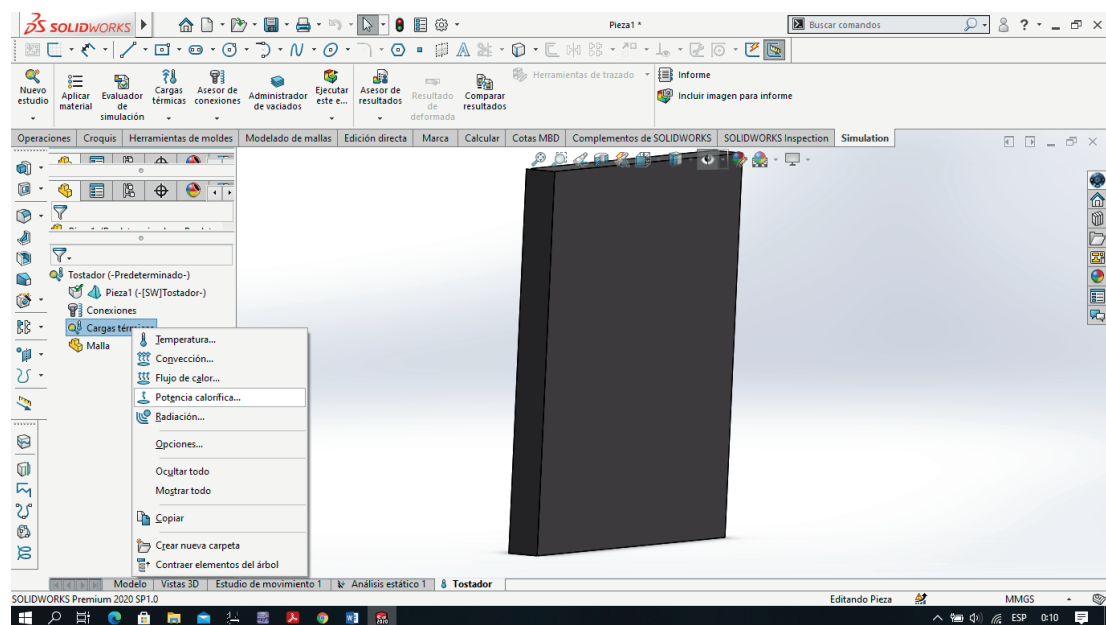 SOLIDWORKS
Pieza1 *
Buscar comandos
Nuevo estudio
Aplicar material
Evaluador de simulación
Cargas térmicas
Asesor de conexiones
Administrador de vaciados
Ejecutar este e...
Asesor de resultados
Resultado de deformada
Comparar resultados
Herramientas de trazado
Informe
Incluir imagen para informe
Operaciones
Croquis
Herramientas de moldes
Modelado de mallas
Edición directa
Marca
Calcular
Cotas MBD
Complementos de SOLIDWORKS
SOLIDWORKS Inspection
Simulation
Tostador (-Predeterminado-)
Pieza1 (-[SW]Tostador-)
Conexiones
Cargas
Malla
Temperatura...
Convección...
Flujo de calor...
Potencia calorífica...
Radiación...
Opciones...
Ocultar todo
Mostrar todo
Copiar
Crear nueva carpeta
Contraer elementos del árbol
Modelo
Vistas 3D
Estudio de movimiento 1
Análisis estático 1
Tostador
SOLIDWORKS Premium 2020 SP1.0
Editando Pieza
MMGS
ESP
0:10